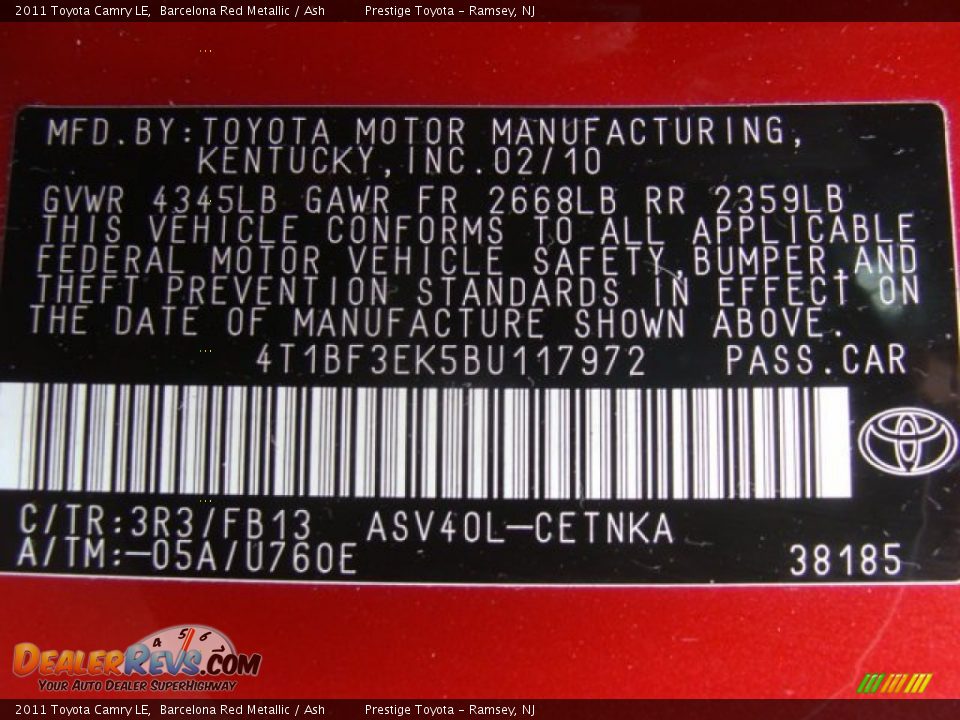 2011 Toyota Camry LE, Barcelona Red Metallic / Ash Prestige Toyota - Ramsey, NJ
MFD.BY:TOYOTA MOTOR MANUFACTURING,
KENTUCKY,INC.02/10
GVWR 4345LB GAWR FR 2668LB RR 2359LB
THIS VEHICLE CONFORMS TO ALL APPLICABLE
FEDERAL MOTOR VEHICLE SAFETY,BUMPER,AND
THEFT PREVENTION STANDARDS IN EFFECT ON
THE DATE OF MANUFACTURE SHOWN ABOVE.
4T1BF3EK5BU117972 PASS.CAR
C/TR:3R3/FB13 ASV40L-CETNKA
A/TM:-05A/U760E 38185
4 5 6
DEALERREVS.COM
YOUR AUTO DEALER SUPERHIGHWAY
2011 Toyota Camry LE, Barcelona Red Metallic / Ash Prestige Toyota - Ramsey, NJ